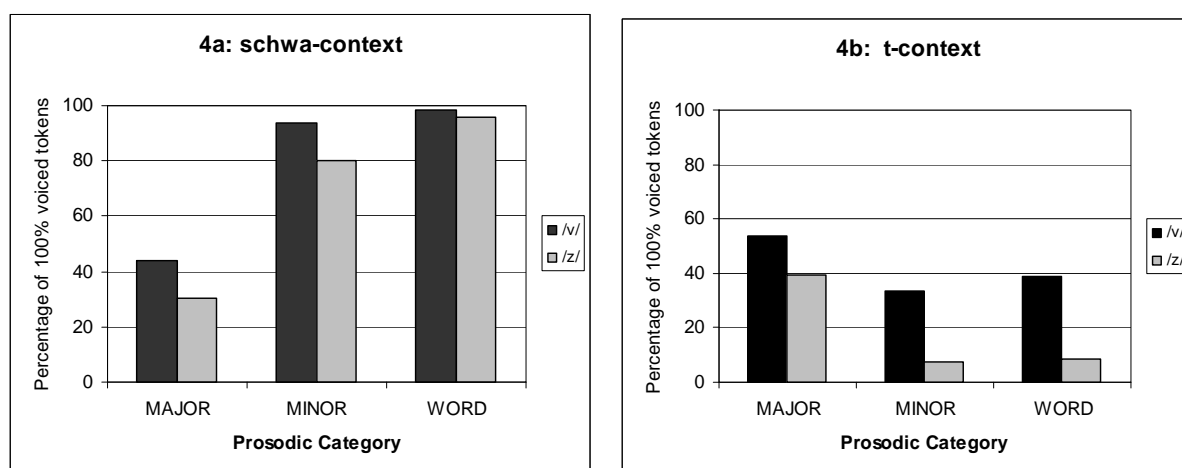 4a: schwa-context
Percentage of 100% voiced tokens
100
80
60
40
20
0
MAJOR MINOR WORD
Prosodic Category
/v/
/z/
4b: t-context
Percentage of 100% voiced tokens
100
80
60
40
20
0
MAJOR MINOR WORD
Prosodic Category
/v/
/z/